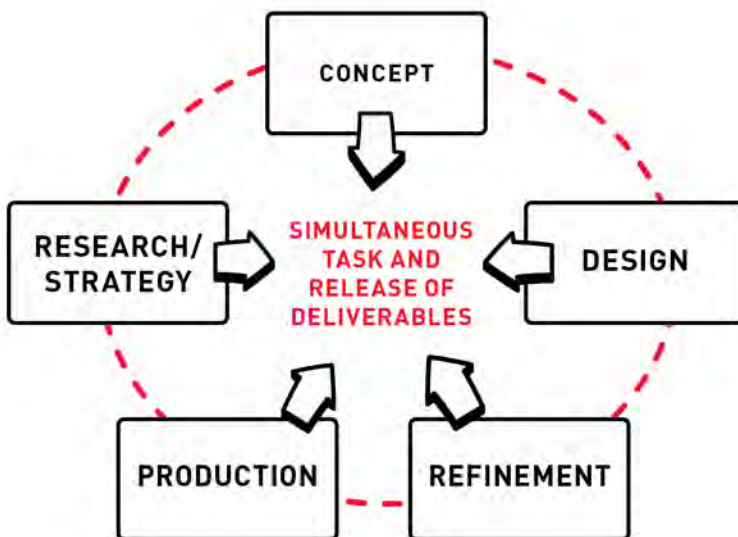 CONCEPT
RESEARCH/
STRATEGY
SIMULTANEOUS
TASK AND
RELEASE OF
DELIVERABLES
DESIGN
PRODUCTION
REFINEMENT